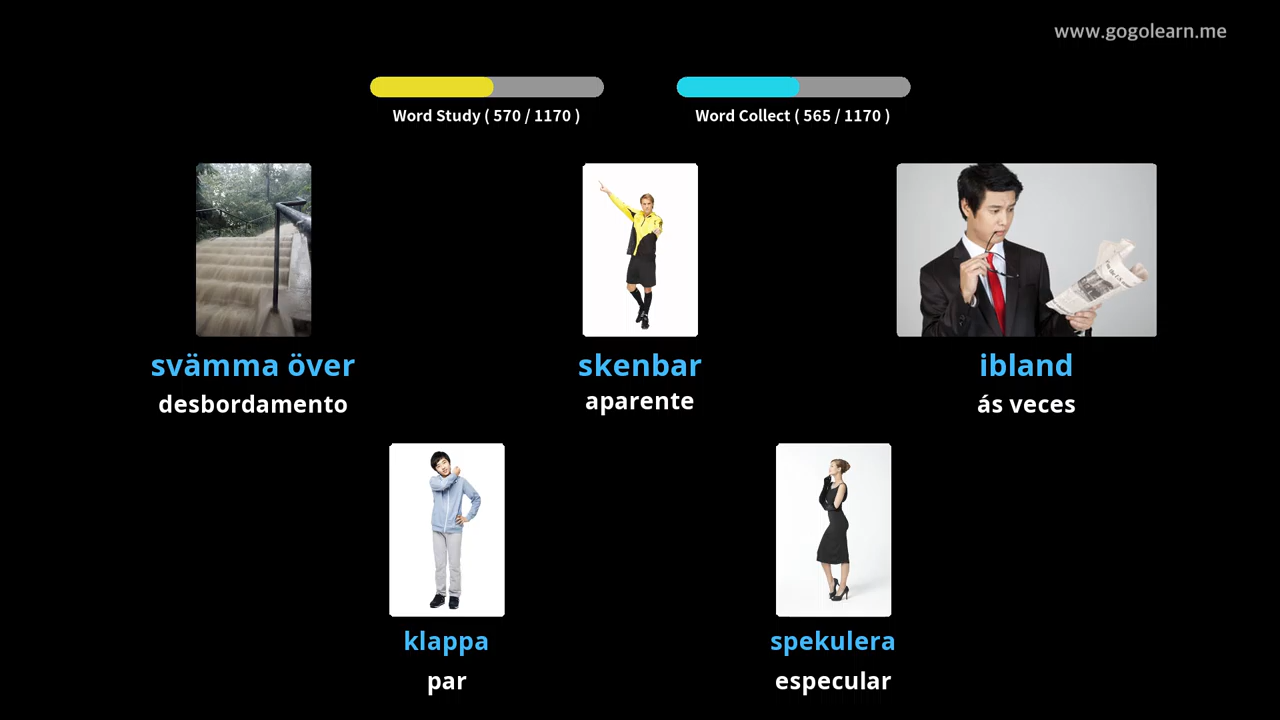 www.gogolearn.me
Word Study ( 570 / 1170 )
Word Collect ( 565 / 1170 )
svämma över
desbordamento
skenbar
aparente
ibland
ás veces
klappa
par
spekulera
especular